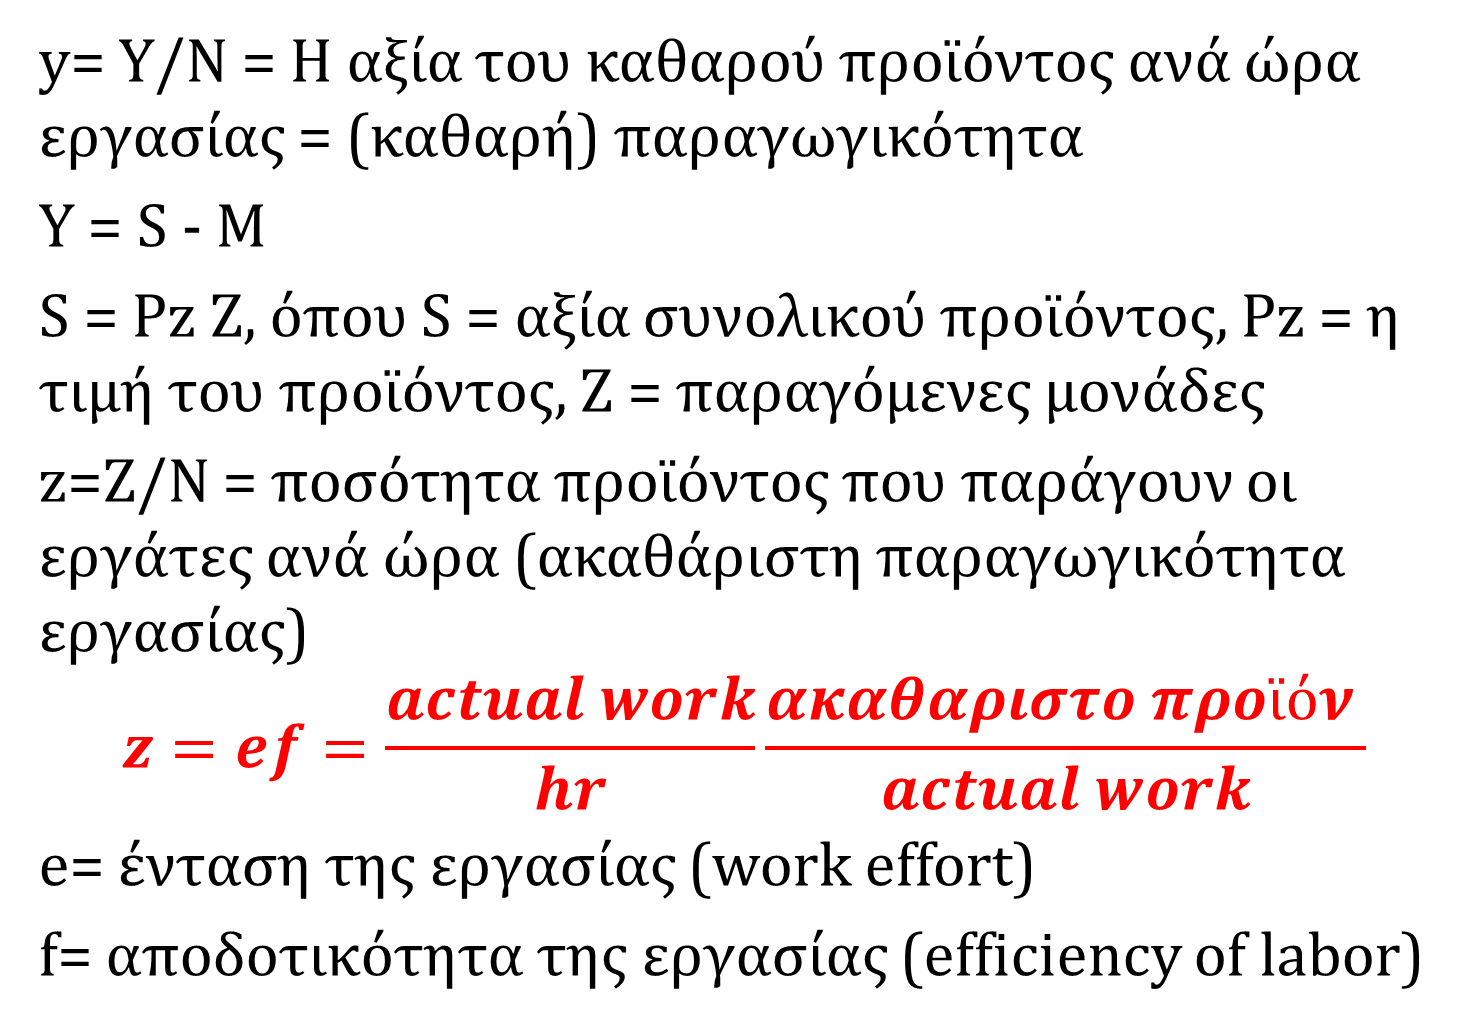 y= Y/N = Η αξία του καθαρού προϊόντος ανά ώρα
εργασίας = (καθαρή) παραγωγικότητα
Y = S - M
S = Pz Z, όπου S = αξία συνολικού προϊόντος, Pz = η
τιμή του προϊόντος, Z = παραγόμενες μονάδες
z=Z/N = ποσότητα προϊόντος που παράγουν οι
εργάτες ανά ώρα (ακαθάριστη παραγωγικότητα
εργασίας)
z = ef = actual work/hr ακαθαριστο προϊόν/actual work
e= ένταση της εργασίας (work effort)
f= αποδοτικότητα της εργασίας (efficiency of labor)